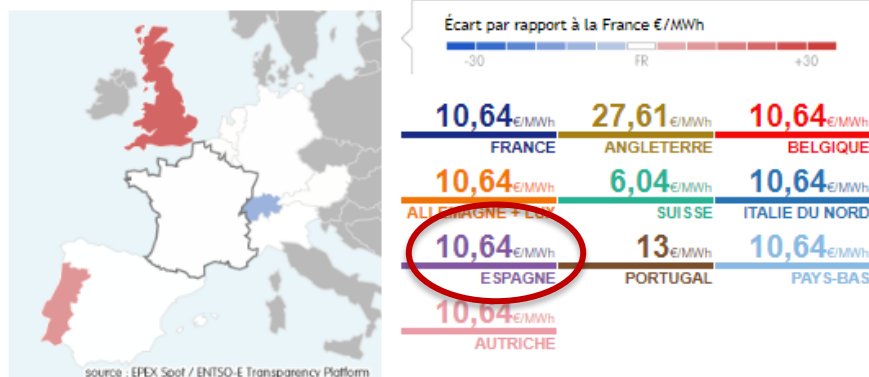 Écart par rapport à la France €/MWh
-30 FR +30
10,64€/MWh 27,61€/MWh 10,64€/MWh
FRANCE ANGLETERRE BELGIQUE
10,64€/MWh 6,04€/MWh 10,64€/MWh
ALLEMAGNE + LUX SUISSE ITALIE DU NORD
10,64€/MWh 13€/MWh 10,64€/MWh
ESPAGNE PORTUGAL PAYS-BAS
10,64€/MWh
AUTRICHE
source : EPEX Spot / ENTSO-E Transparency Platform